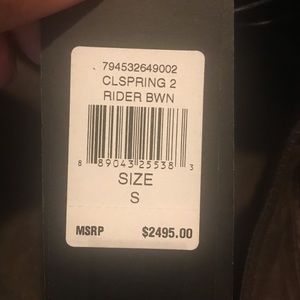 794532649002
CLSPRING 2
RIDER BWN
8 89043 25538 3
SIZE
S
MSRP $2495.00